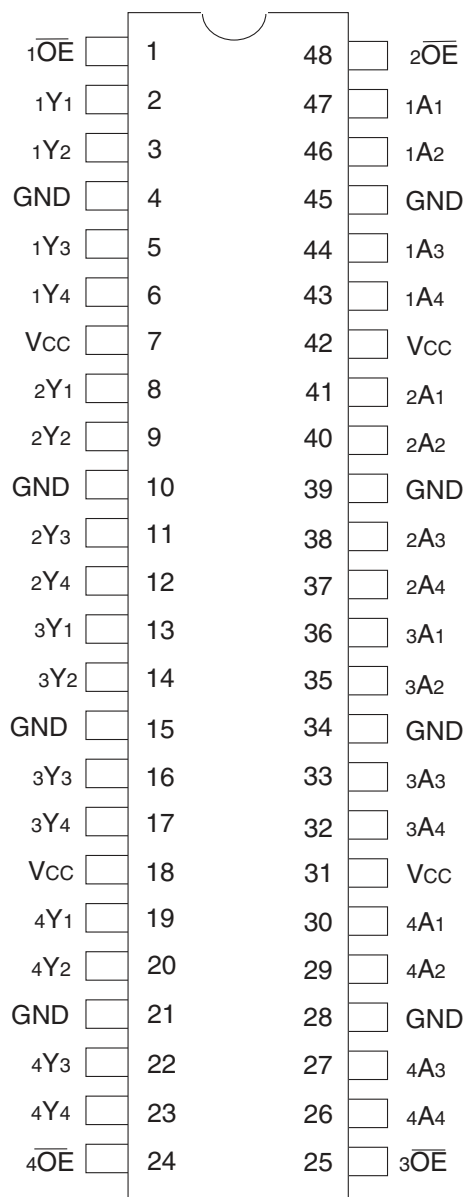 1O̅E̅ 1 48 2O̅E̅
1Y1 2 47 1A1
1Y2 3 46 1A2
GND 4 45 GND
1Y3 5 44 1A3
1Y4 6 43 1A4
VCC 7 42 VCC
2Y1 8 41 2A1
2Y2 9 40 2A2
GND 10 39 GND
2Y3 11 38 2A3
2Y4 12 37 2A4
3Y1 13 36 3A1
3Y2 14 35 3A2
GND 15 34 GND
3Y3 16 33 3A3
3Y4 17 32 3A4
VCC 18 31 VCC
4Y1 19 30 4A1
4Y2 20 29 4A2
GND 21 28 GND
4Y3 22 27 4A3
4Y4 23 26 4A4
4O̅E̅ 24 25 3O̅E̅